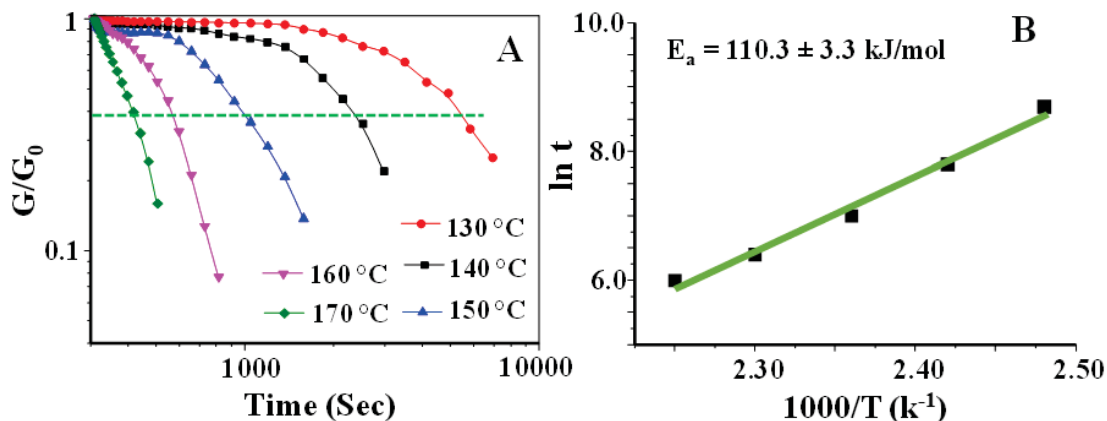 A
G/G₀
1
0.1
130 °C
160 °C
140 °C
170 °C
150 °C
1000
10000
Time (Sec)
B
Eₐ = 110.3 ± 3.3 kJ/mol
ln t
10.0
8.0
6.0
2.30
2.40
2.50
1000/T (k⁻¹)